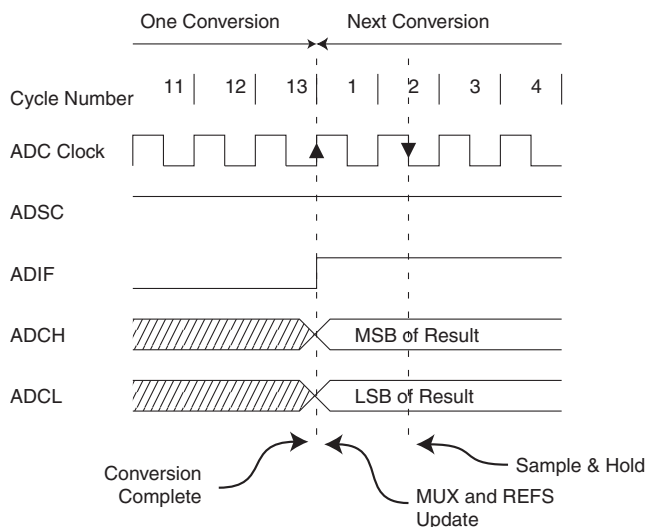 One Conversion Next Conversion
Cycle Number 11 12 13 1 2 3 4
ADC Clock
ADSC
ADIF
ADCH MSB of Result
ADCL LSB of Result
Conversion
Complete
MUX and REFS
Update
Sample & Hold